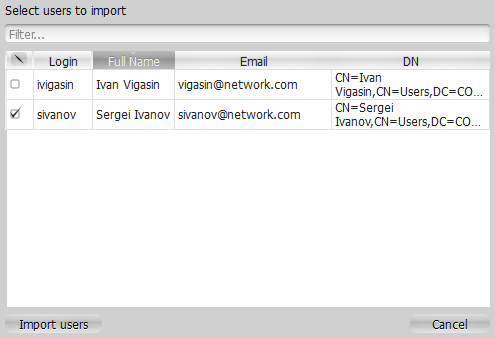 Select users to import
Filter...
Login Full Name Email DN
ivigasin Ivan Vigasin vigasin@network.com CN=Ivan
Vigasin,CN=Users,DC=CO...
sivanov Sergei Ivanov sivanov@network.com CN=Sergei
Ivanov,CN=Users,DC=CO...
Import users Cancel